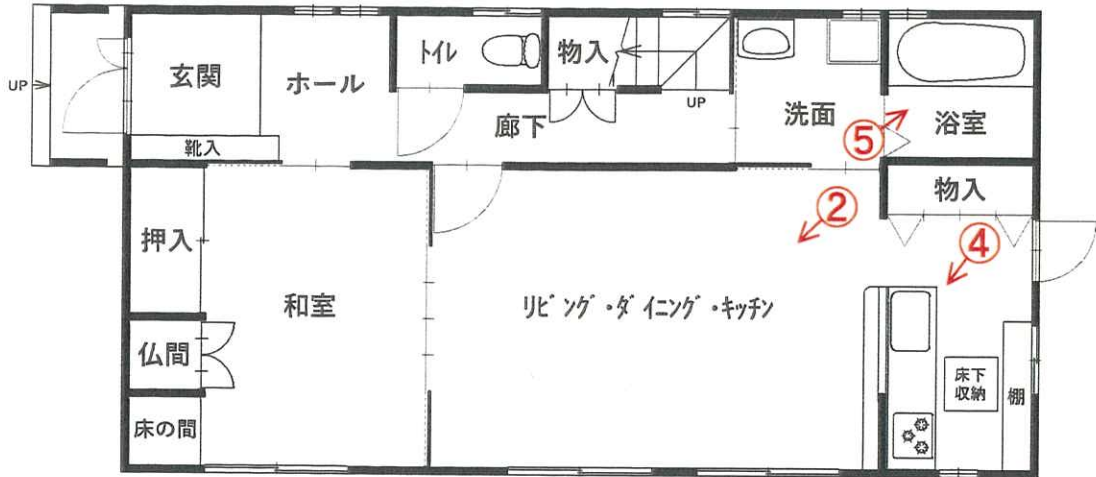 UP
玄関
ホール
靴入
トイレ
物入
UP
廊下
洗面
⑤
浴室
物入
②
④
押入
和室
仏間
床の間
リビング・ダイニング・キッチン
床下
収納
棚